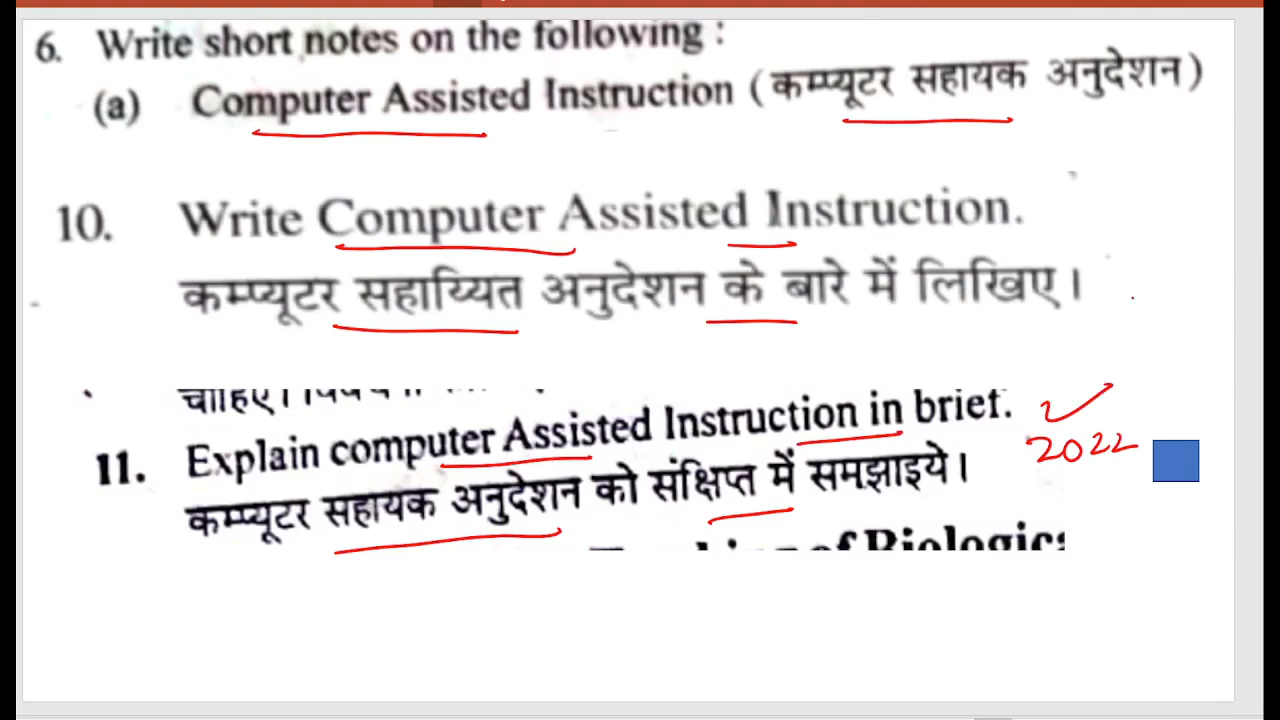 6. Write short notes on the following :
(a) Computer Assisted Instruction (कम्प्यूटर सहायक अनुदेशन)
10. Write Computer Assisted Instruction.
कम्प्यूटर सहाय्यित अनुदेशन के बारे में लिखिए।
11. Explain computer Assisted Instruction in brief.
2022
कम्प्यूटर सहायक अनुदेशन को संक्षिप्त में समझाइये।